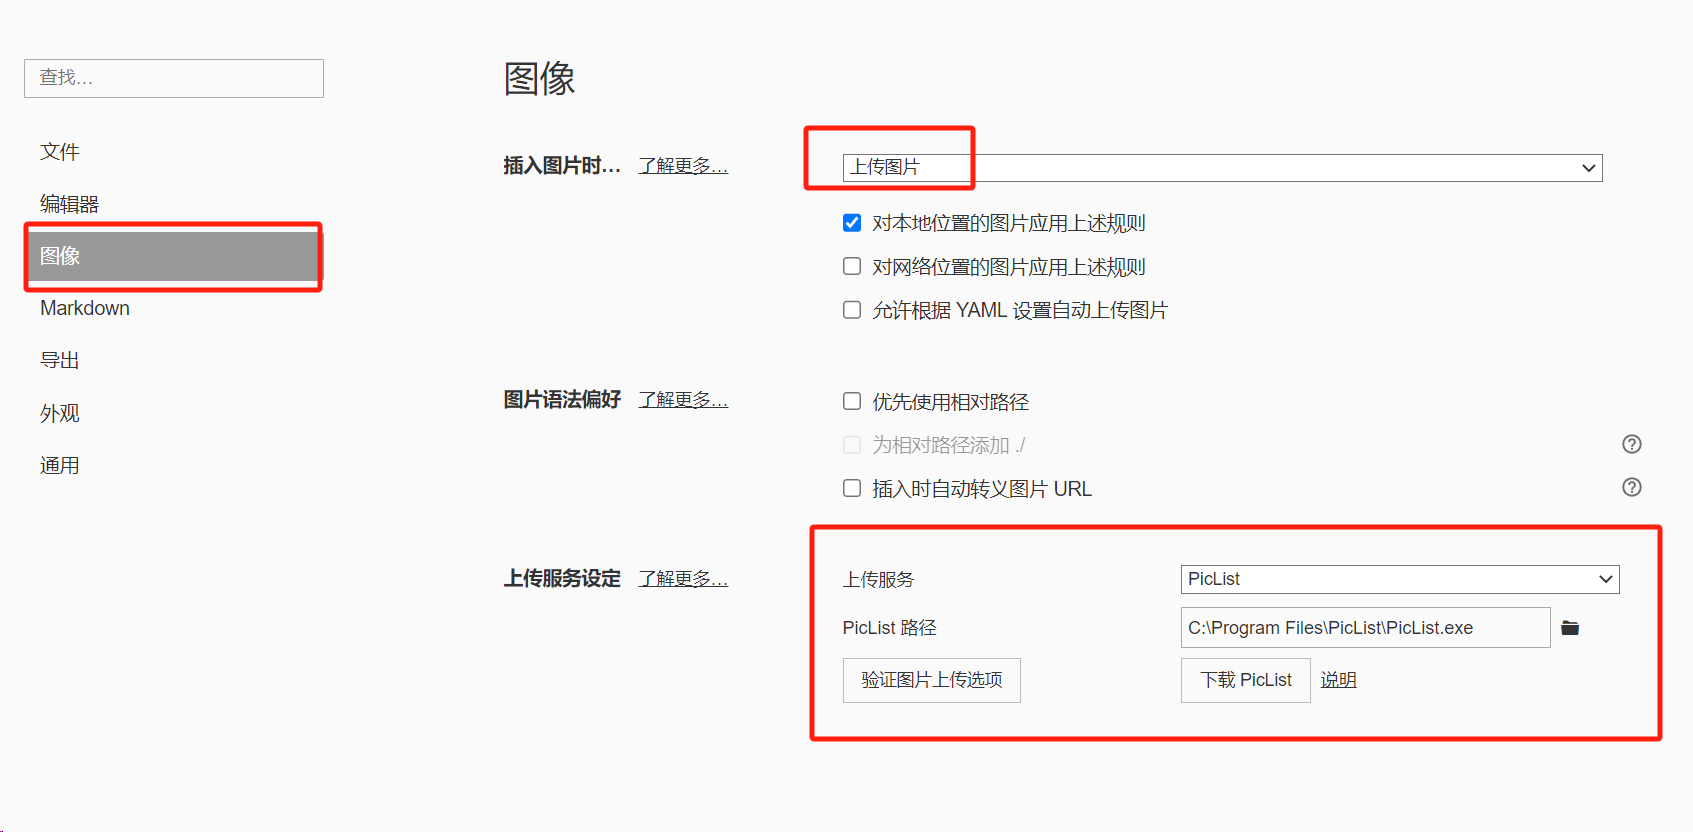 查找...
文件
编辑器
图像
Markdown
导出
外观
通用
图像
插入图片时... 了解更多... 上传图片
对本地位置的图片应用上述规则
对网络位置的图片应用上述规则
允许根据 YAML 设置自动上传图片
图片语法偏好 了解更多... 优先使用相对路径
为相对路径添加 ./
插入时自动转义图片 URL
上传服务设定 了解更多... 上传服务 PicList
PicList 路径 C:\Program Files\PicList\PicList.exe
验证图片上传选项 下载 PicList 说明